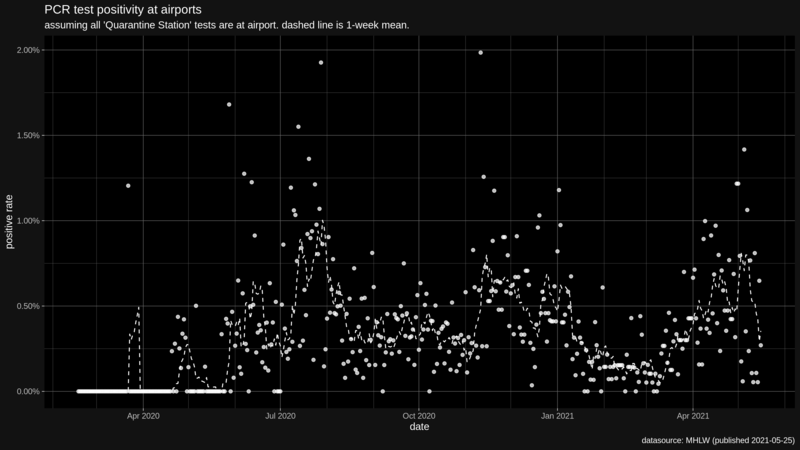 PCR test positivity at airports
assuming all 'Quarantine Station' tests are at airport. dashed line is 1-week mean.
2.00%
1.50%
1.00%
0.50%
0.00%
positive rate
Apr 2020
Jul 2020
Oct 2020
Jan 2021
Apr 2021
date
datasource: MHLW (published 2021-05-25)